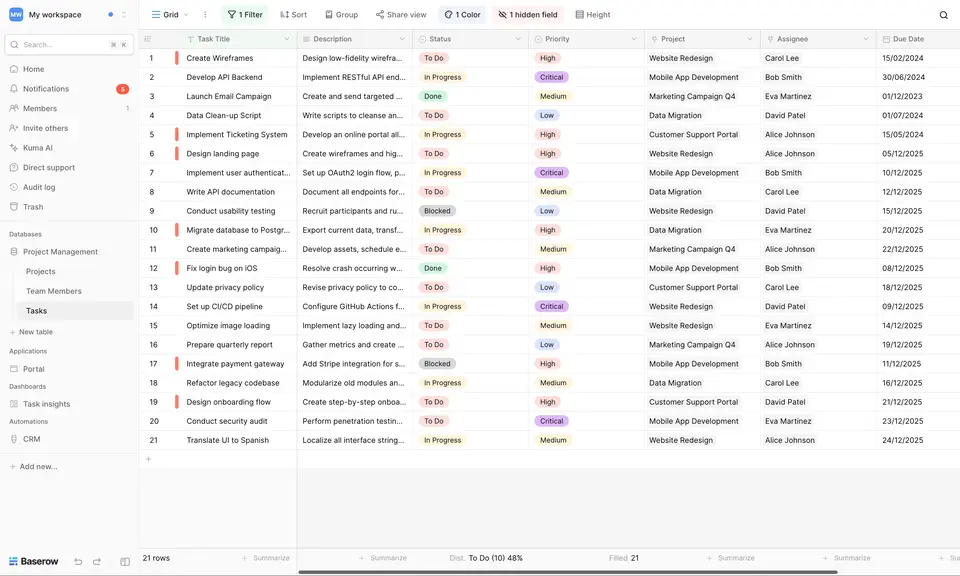 MW My workspace
Search... ⌘ K
Home
Notifications 5
Members 1
Invite others
Kuma AI
Direct support
Audit log
Trash
Databases
Project Management
Projects
Team Members
Tasks
+ New table
Applications
Portal
Dashboards
Task insights
Automations
CRM
+ Add new...
Baserow
Grid 1 Filter Sort Group Share view 1 Color 1 hidden field Height
Task Title Description Status Priority Project Assignee Due Date
1 Create Wireframes Design low-fidelity wirefra... To Do High Website Redesign Carol Lee 15/02/2024
2 Develop API Backend Implement RESTful API end... In Progress Critical Mobile App Development Bob Smith 30/06/2024
3 Launch Email Campaign Create and send targeted ... Done Medium Marketing Campaign Q4 Eva Martinez 01/12/2023
4 Data Clean-up Script Write scripts to cleanse an... To Do Low Data Migration David Patel 01/07/2024
5 Implement Ticketing System Develop an online portal all... In Progress High Customer Support Portal Alice Johnson 15/05/2024
6 Design landing page Create wireframes and hig... To Do High Website Redesign Alice Johnson 05/12/2025
7 Implement user authenticat... Set up OAuth2 login flow, p... In Progress Critical Mobile App Development Bob Smith 10/12/2025
8 Write API documentation Document all endpoints for... To Do Medium Data Migration Carol Lee 12/12/2025
9 Conduct usability testing Recruit participants and ru... Blocked Low Website Redesign David Patel 15/12/2025
10 Migrate database to Postgr... Export current data, transf... In Progress High Data Migration Eva Martinez 20/12/2025
11 Create marketing campaig... Develop assets, schedule e... To Do Medium Marketing Campaign Q4 Alice Johnson 22/12/2025
12 Fix login bug on iOS Resolve crash occurring w... Done High Mobile App Development Bob Smith 08/12/2025
13 Update privacy policy Revise privacy policy to co... To Do Low Customer Support Portal Carol Lee 18/12/2025
14 Set up CI/CD pipeline Configure GitHub Actions f... In Progress Critical Website Redesign David Patel 09/12/2025
15 Optimize image loading Implement lazy loading and... To Do Medium Website Redesign Eva Martinez 14/12/2025
16 Prepare quarterly report Gather metrics and create ... To Do Low Marketing Campaign Q4 Alice Johnson 19/12/2025
17 Integrate payment gateway Add Stripe integration for s... Blocked High Mobile App Development Bob Smith 11/12/2025
18 Refactor legacy codebase Modularize old modules an... In Progress Medium Data Migration Carol Lee 16/12/2025
19 Design onboarding flow Create step-by-step onboa... To Do High Customer Support Portal David Patel 21/12/2025
20 Conduct security audit Perform penetration testin... To Do Critical Mobile App Development Eva Martinez 23/12/2025
21 Translate UI to Spanish Localize all interface string... In Progress Medium Website Redesign Alice Johnson 24/12/2025
+
21 rows + Summarize + Summarize Dist. To Do (10) 48% Filled 21 + Summarize + Summarize + Su